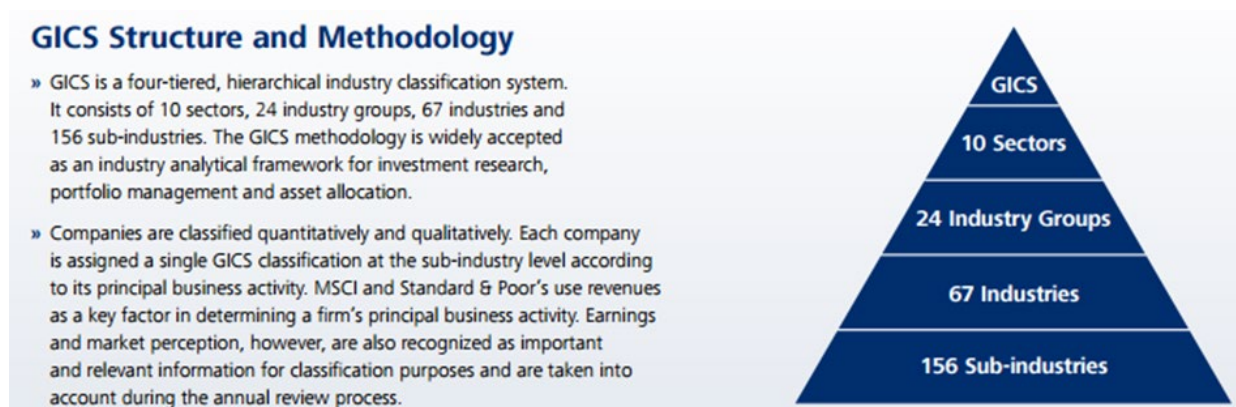 GICS Structure and Methodology
» GICS is a four-tiered, hierarchical industry classification system.
It consists of 10 sectors, 24 industry groups, 67 industries and
156 sub-industries. The GICS methodology is widely accepted
as an industry analytical framework for investment research,
portfolio management and asset allocation.
» Companies are classified quantitatively and qualitatively. Each company
is assigned a single GICS classification at the sub-industry level according
to its principal business activity. MSCI and Standard & Poor's use revenues
as a key factor in determining a firm's principal business activity. Earnings
and market perception, however, are also recognized as important
and relevant information for classification purposes and are taken into
account during the annual review process.
GICS
10 Sectors
24 Industry Groups
67 Industries
156 Sub-industries